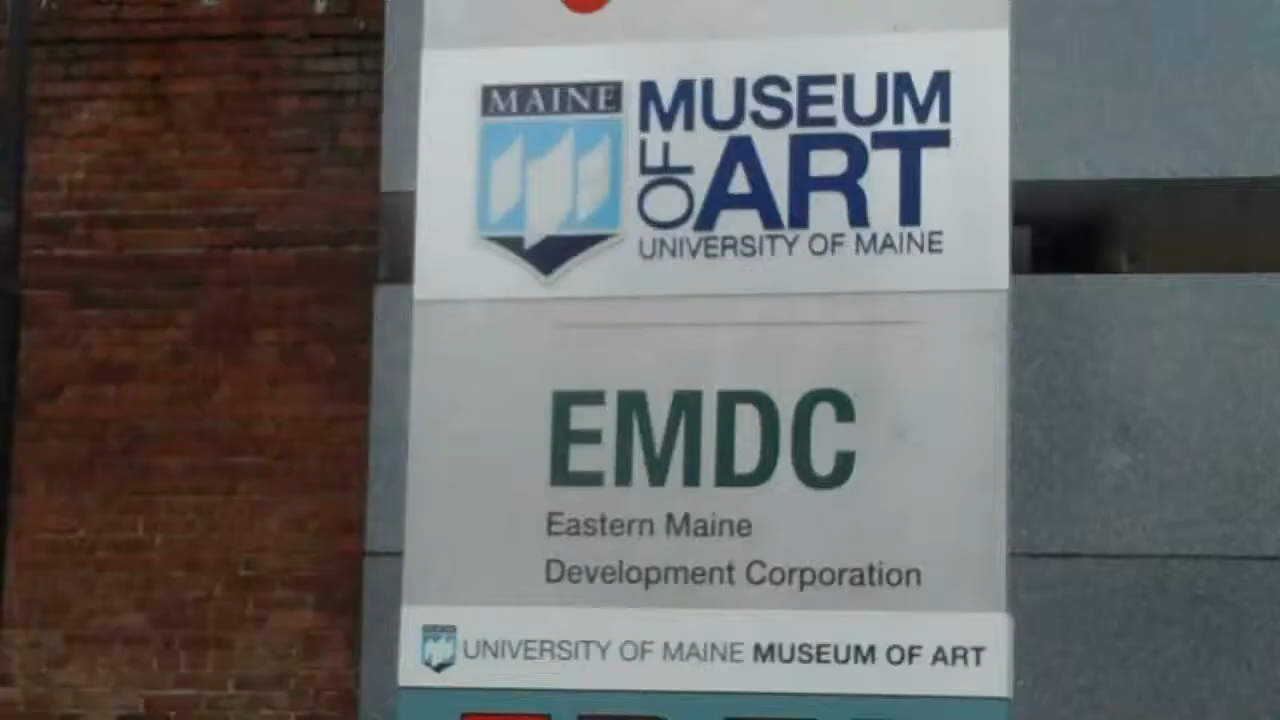 MAINE
MUSEUM
OF ART
UNIVERSITY OF MAINE
EMDC
Eastern Maine
Development Corporation
UNIVERSITY OF MAINE MUSEUM OF ART